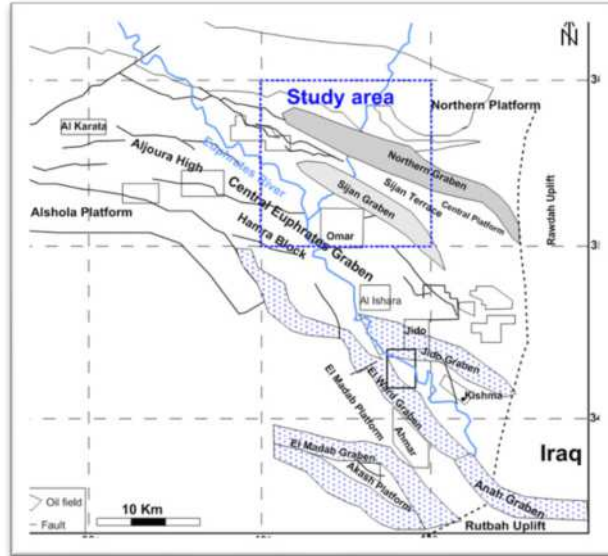 N
Study area
Northern Platform
Al Karata
Aljoura High
Euphrates River
Northern Graben
Sijan Terrace
Central Platform
Rawdah Uplift
Sijan Graben
Alshola Platform
Central Euphrates Graben
Hamra Block
Omar
Al Ishara
Jido
Jido Graben
El Ward Graben
Kishma
El Madab Platform
Ahmar
El Madab Graben
Akash Platform
Iraq
Anah Graben
Rutbah Uplift
Oil field
Fault
10 Km